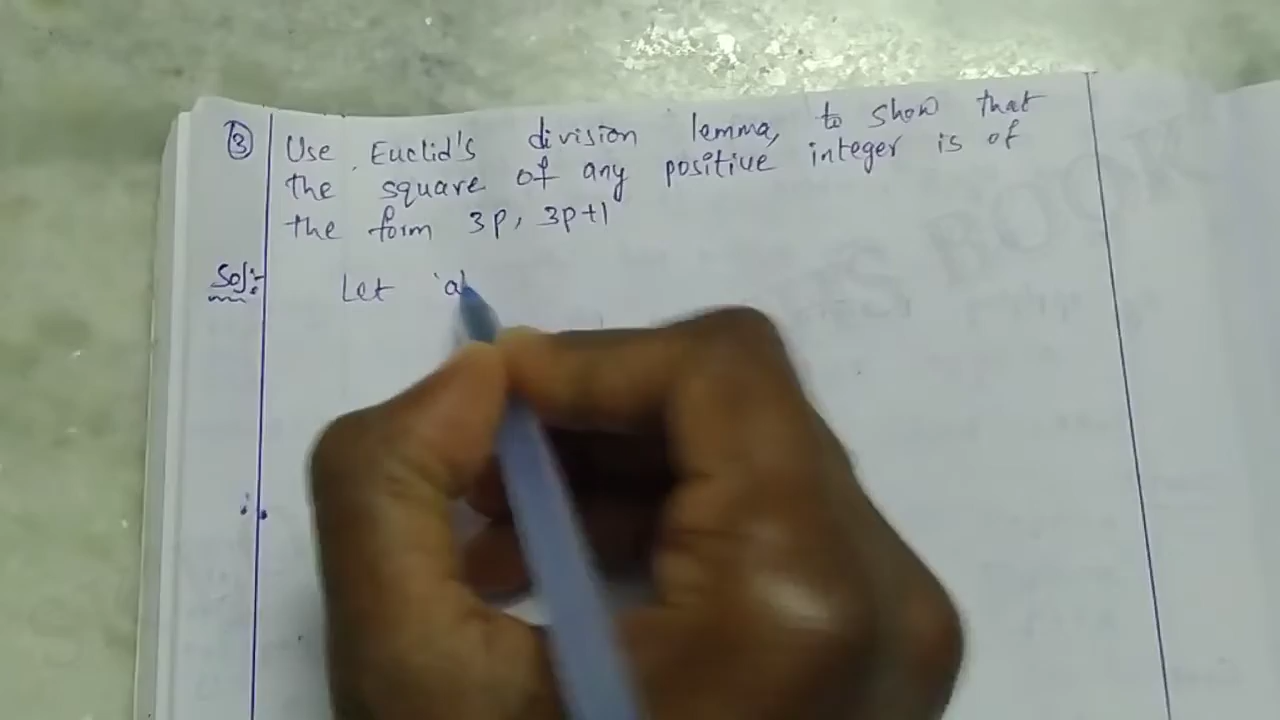 ③ Use Euclid's division lemma, to show that
the square of any positive integer is of
the form 3p, 3p+1
Sol:- Let 'a'